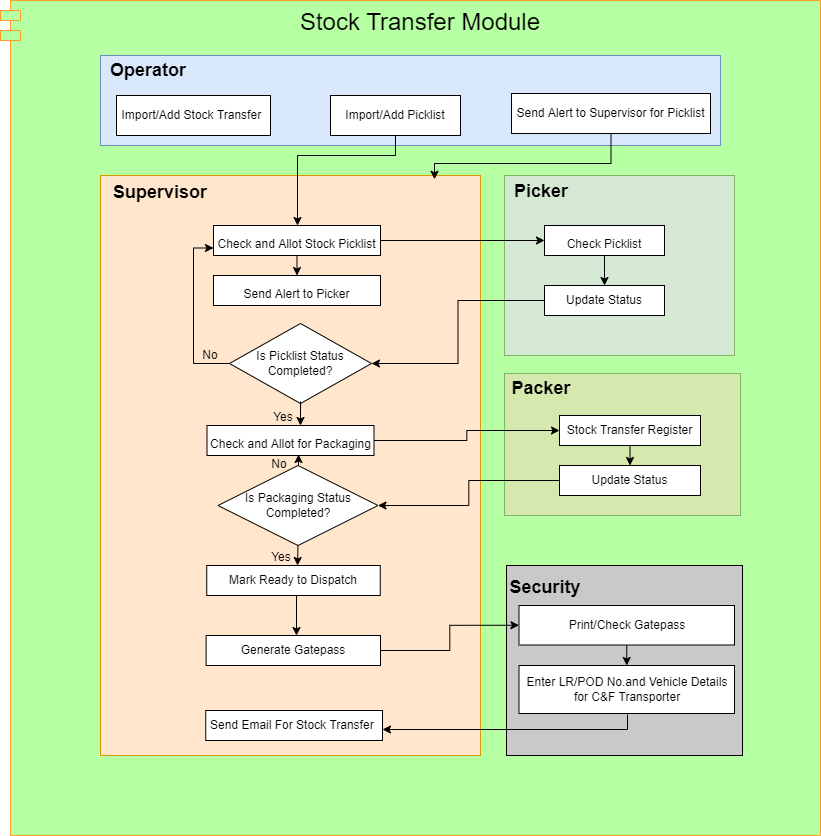 Stock Transfer Module
Operator
Import/Add Stock Transfer
Import/Add Picklist
Send Alert to Supervisor for Picklist
Supervisor
Check and Allot Stock Picklist
Send Alert to Picker
No
Is Picklist Status
Completed?
Yes
Check and Allot for Packaging
No
Is Packaging Status
Completed?
Yes
Mark Ready to Dispatch
Generate Gatepass
Send Email For Stock Transfer
Picker
Check Picklist
Update Status
Packer
Stock Transfer Register
Update Status
Security
Print/Check Gatepass
Enter LR/POD No.and Vehicle Details
for C&F Transporter